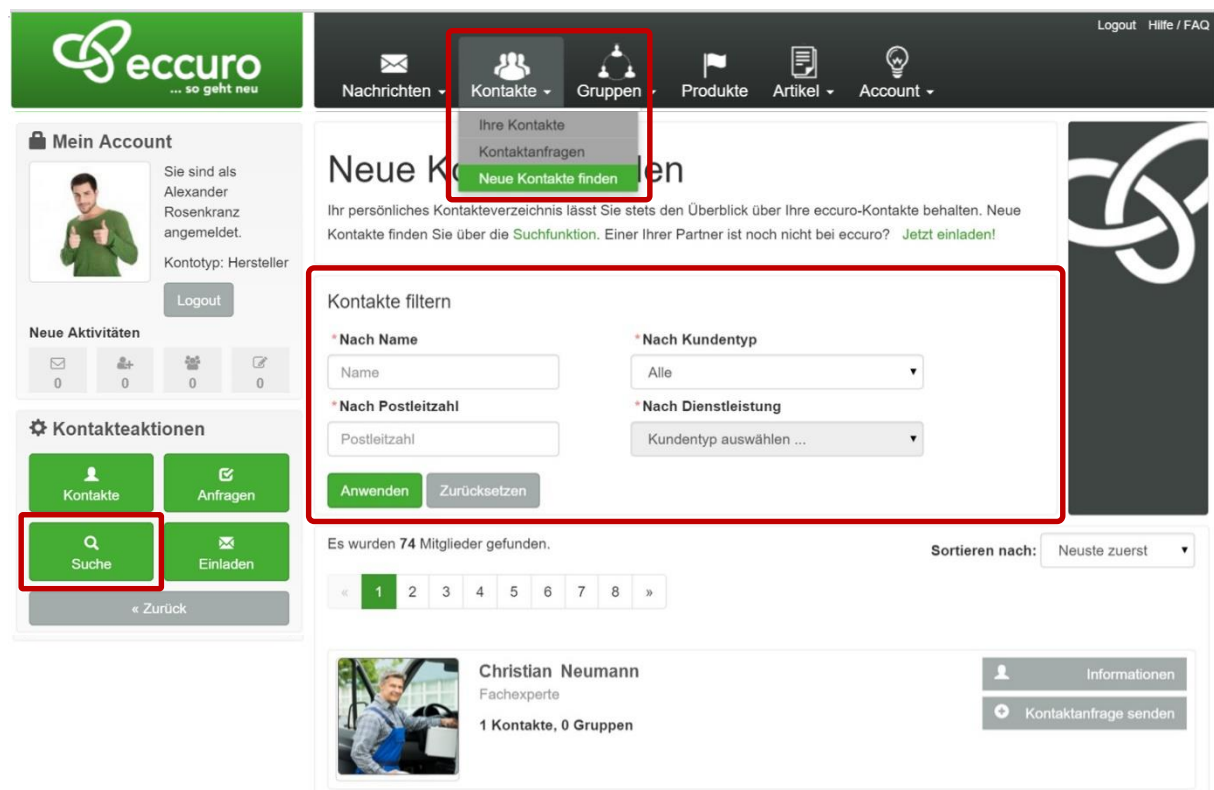 Logout Hilfe / FAQ
eccuro
... so geht neu
Nachrichten Kontakte Gruppen Produkte Artikel Account
Ihre Kontakte
Kontaktanfragen
Neue Kontakte finden
Mein Account
Sie sind als
Alexander
Rosenkranz
angemeldet.
Kontotyp: Hersteller
Logout
Neue Aktivitäten
0 0 0 0
Kontakteaktionen
Kontakte Anfragen
Suche Einladen
« Zurück
Neue Ko en
Ihr persönliches Kontakteverzeichnis lässt Sie stets den Überblick über Ihre eccuro-Kontakte behalten. Neue
Kontakte finden Sie über die Suchfunktion. Einer Ihrer Partner ist noch nicht bei eccuro? Jetzt einladen!
Kontakte filtern
*Nach Name *Nach Kundentyp
Name Alle
*Nach Postleitzahl *Nach Dienstleistung
Postleitzahl Kundentyp auswählen ...
Anwenden Zurücksetzen
Es wurden 74 Mitglieder gefunden.
Sortieren nach: Neuste zuerst
« 1 2 3 4 5 6 7 8 »
Christian Neumann
Fachexperte
1 Kontakte, 0 Gruppen
Informationen
Kontaktanfrage senden